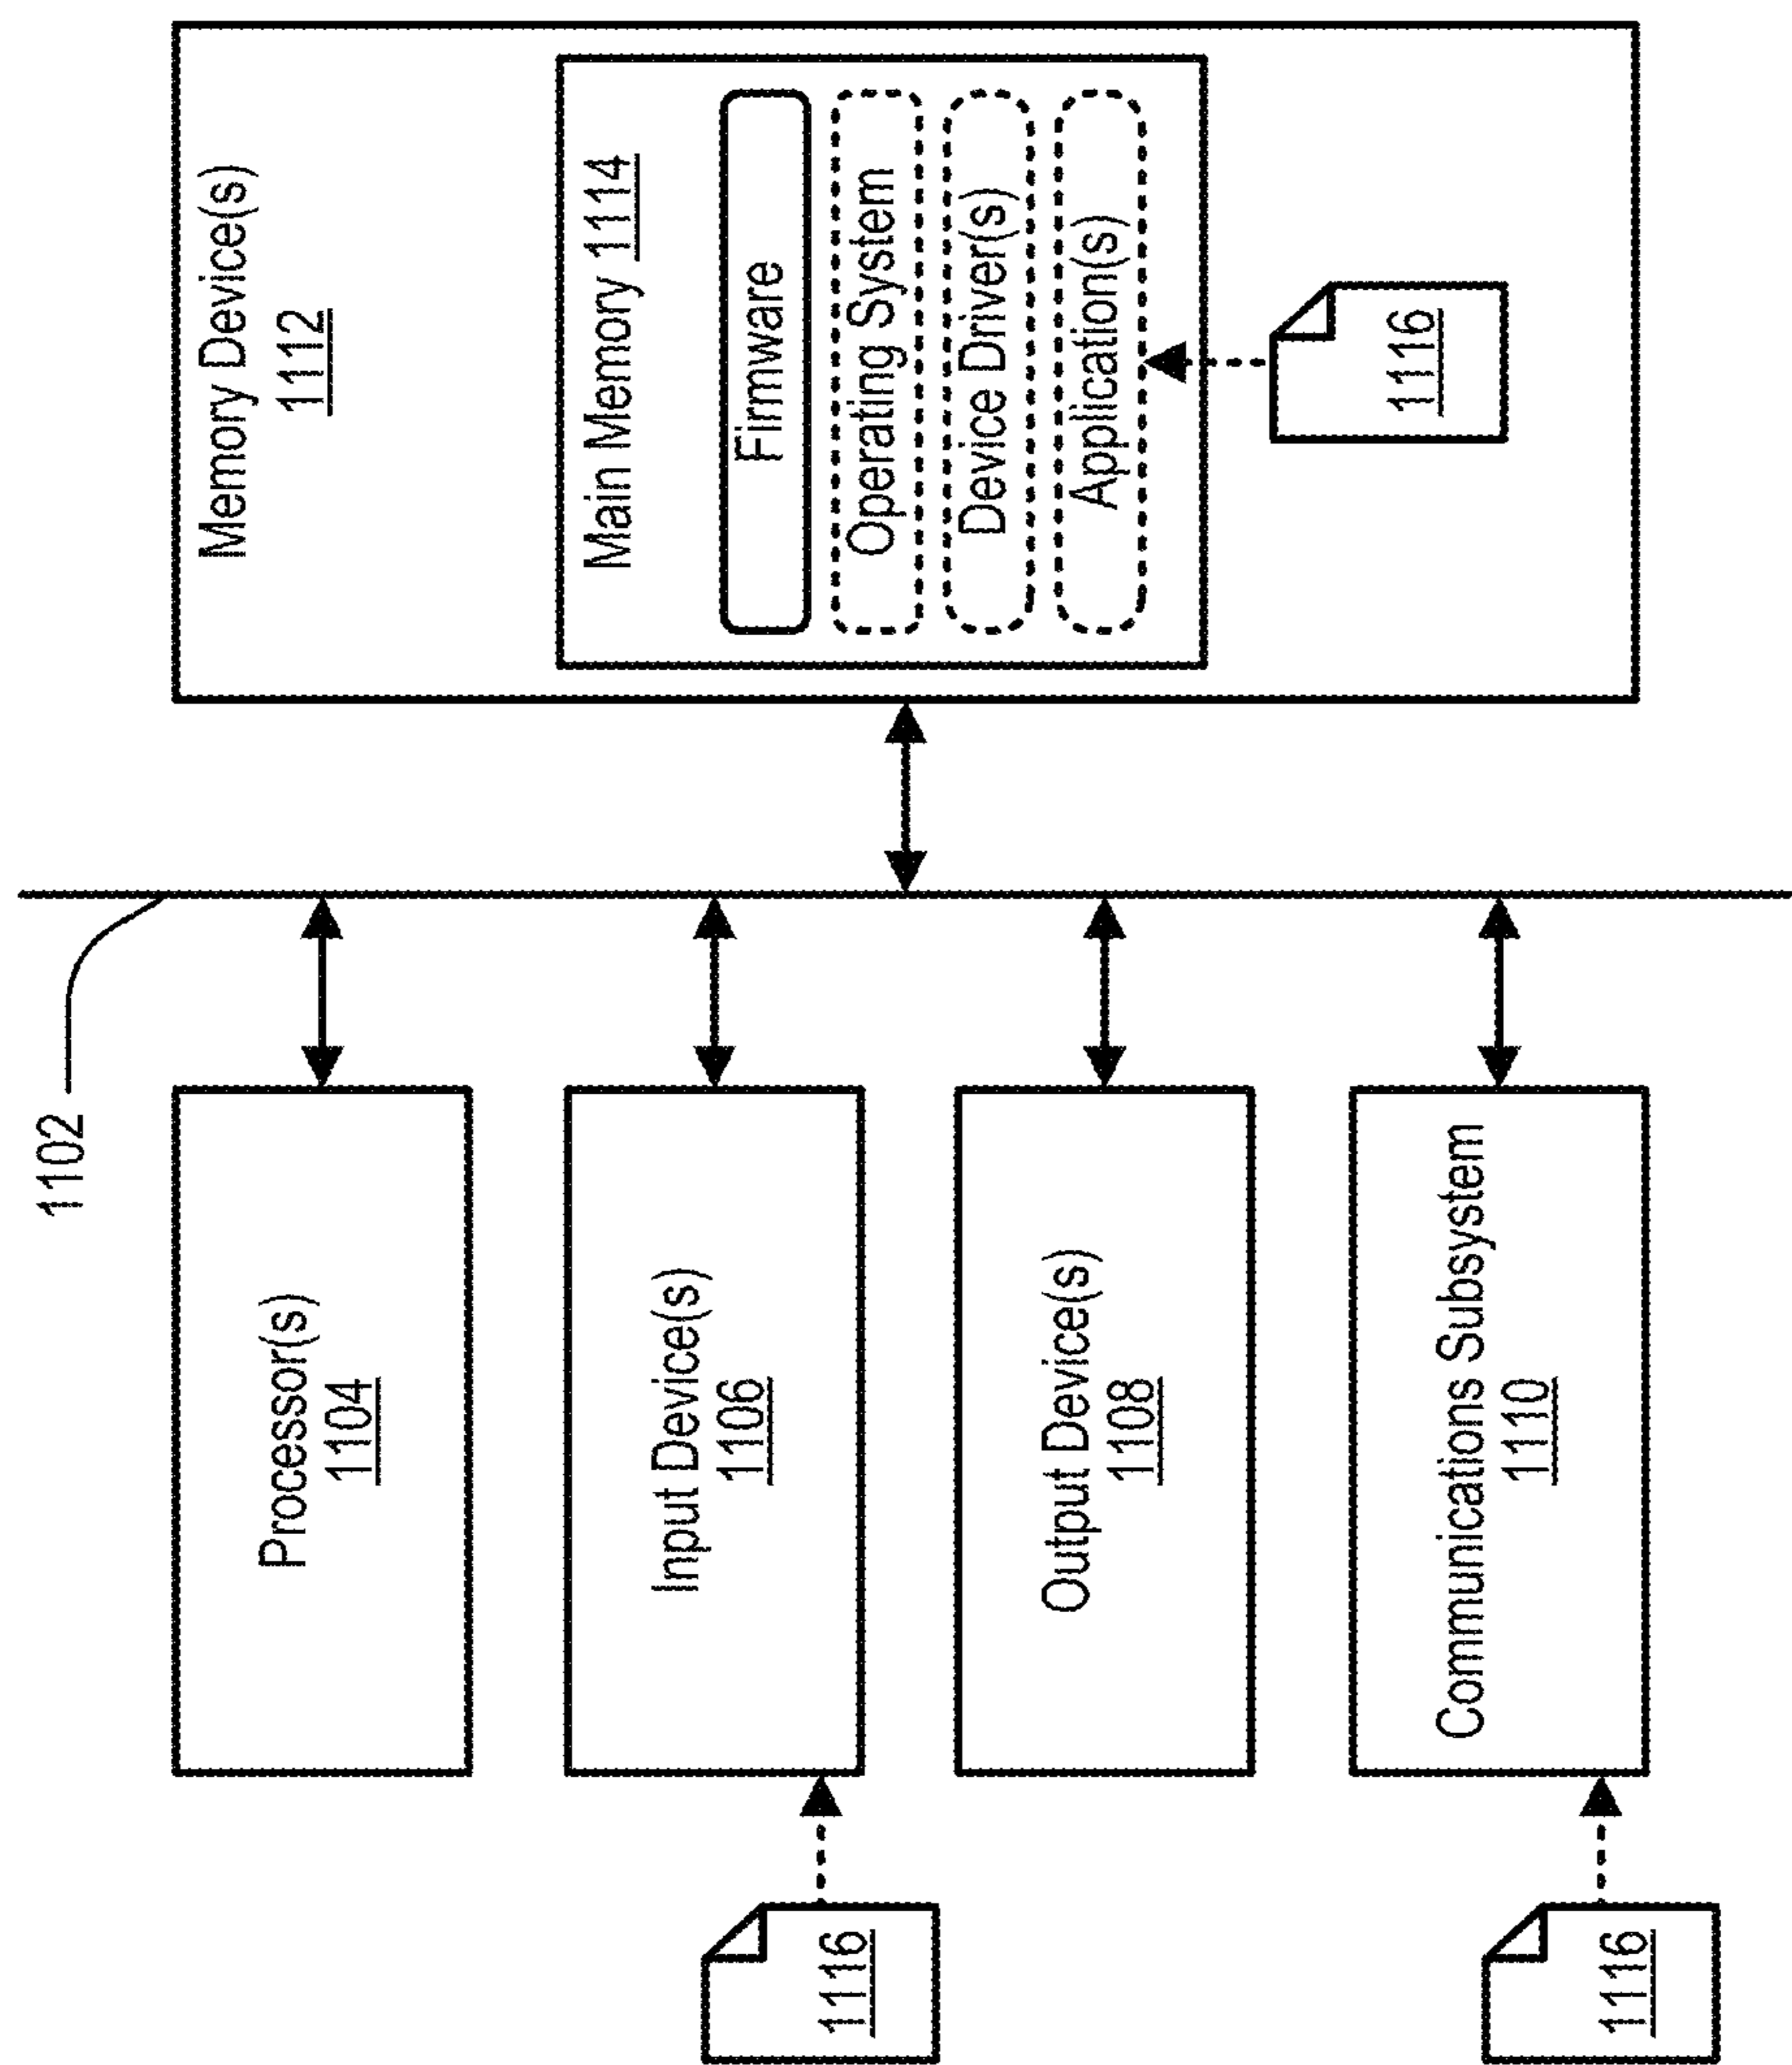 1102
Processor(s)
1104
Input Device(s)
1106
Output Device(s)
1108
Communications Subsystem
1110
1116
1116
Memory Device(s)
1112
Main Memory 1114
Firmware
Operating System
Device Driver(s)
Application(s)
1116